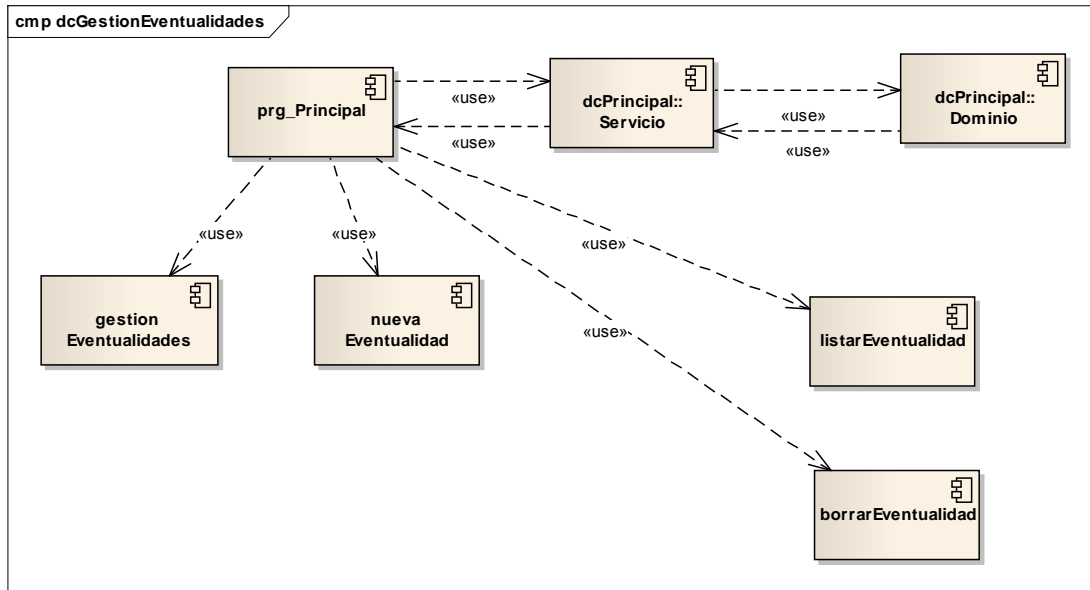 cmp dcGestionEventualidades
prg_Principal
«use»
«use»
dcPrincipal::
Servicio
«use»
«use»
dcPrincipal::
Dominio
«use»
«use»
«use»
«use»
gestion
Eventualidades
nueva
Eventualidad
listarEventualidad
borrarEventualidad